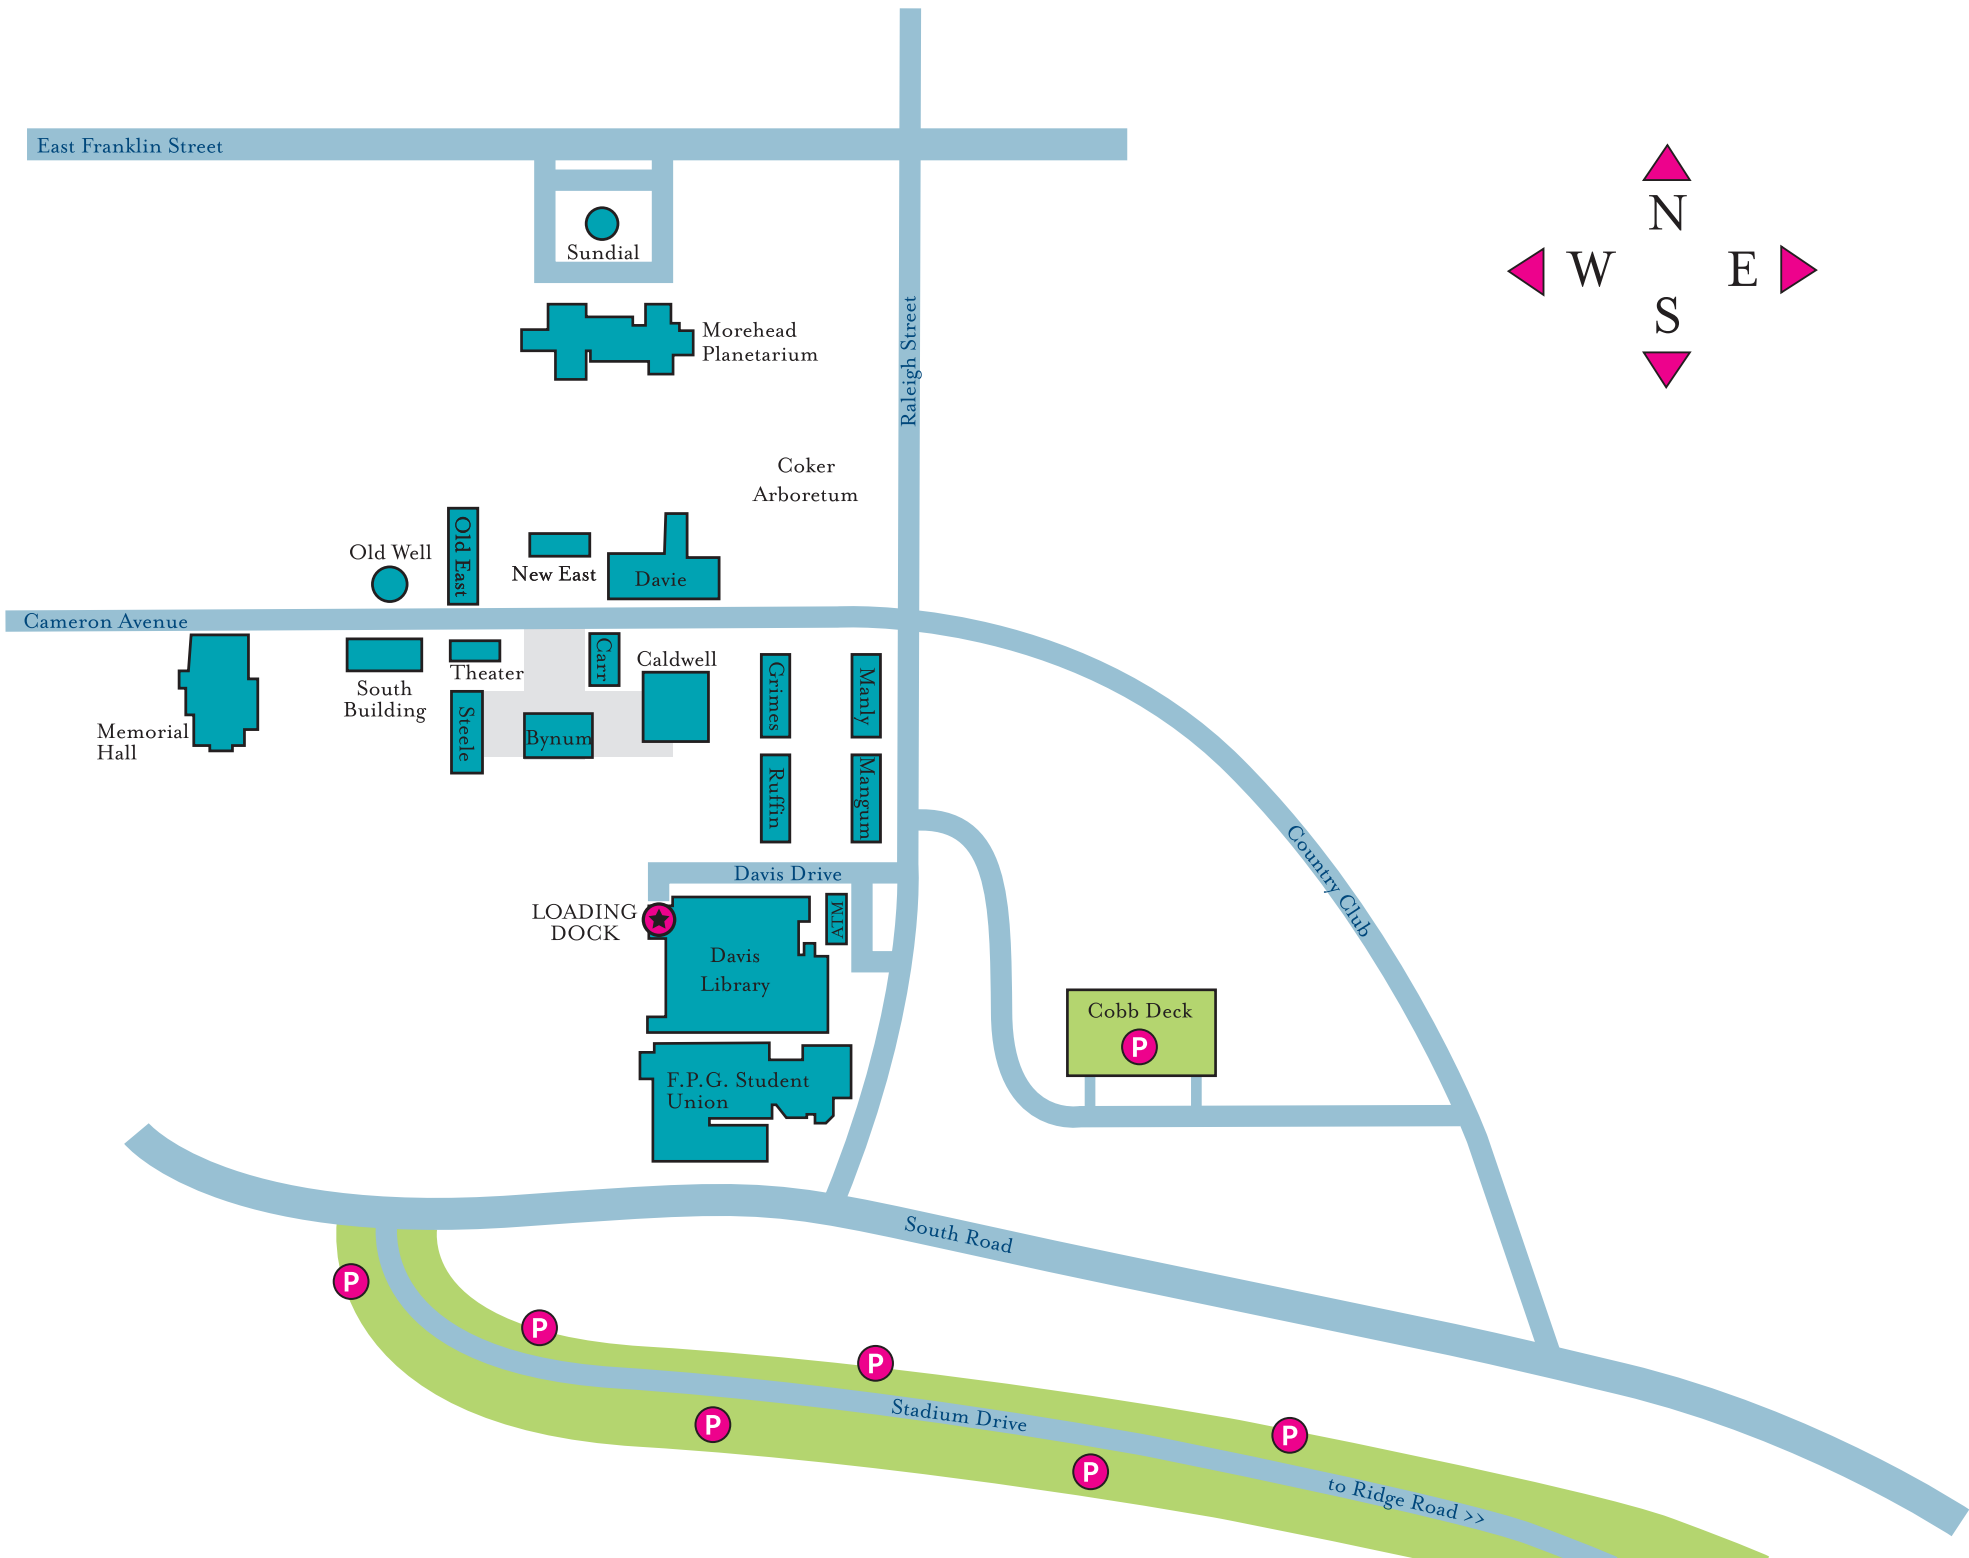 East Franklin Street
Sundial
N
W
E
S
Morehead
Planetarium
Raleigh Street
Coker
Arboretum
Old Well
Old East
New East
Davie
Cameron Avenue
Memorial
Hall
South
Building
Theater
Steele
Bynum
Carr
Caldwell
Grimes
Manly
Ruffin
Mangum
Country Club
Davis Drive
LOADING
DOCK
ATM
Davis
Library
Cobb Deck
P
F.P.G. Student
Union
South Road
P
P
P
P
P
P
Stadium Drive
to Ridge Road >>